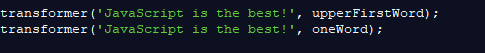 transformer('JavaScript is the best!', upperFirstWord);
transformer('JavaScript is the best!', oneWord);